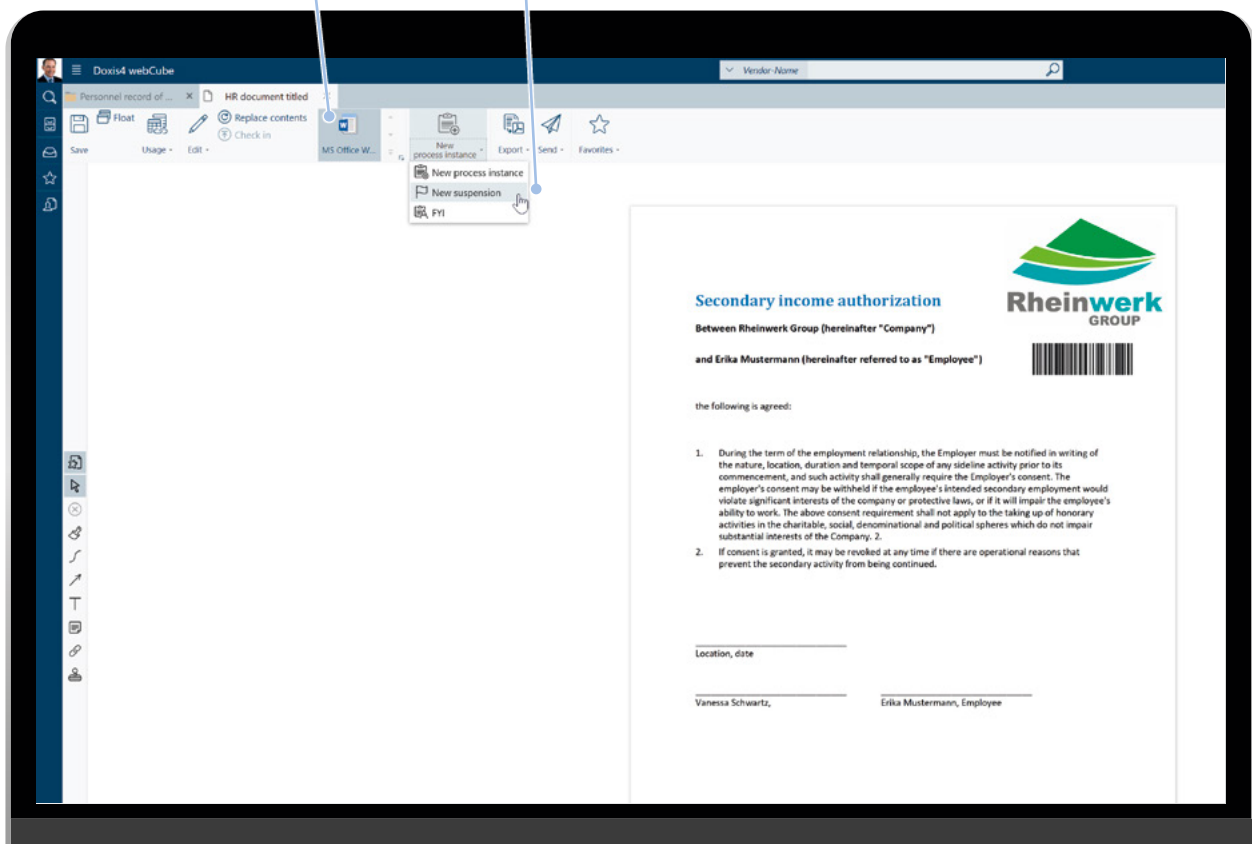 Doxis4 webCube
Vendor-Name
Personnel record of ...
HR document titled
Save
Float
Usage
Edit
Replace contents
Check in
MS Office W...
New
process instance
Export
Send
Favorites
New process instance
New suspension
FYI
Rheinwerk
GROUP
Secondary income authorization
Between Rheinwerk Group (hereinafter "Company")
and Erika Mustermann (hereinafter referred to as "Employee")
the following is agreed:
1. During the term of the employment relationship, the Employer must be notified in writing of
the nature, location, duration and temporal scope of any sideline activity prior to its
commencement, and such activity shall generally require the Employer's consent. The
employer's consent may be withheld if the employee's intended secondary employment would
violate significant interests of the company or protective laws, or if it will impair the employee's
ability to work. The above consent requirement shall not apply to the taking up of honorary
activities in the charitable, social, denominational and political spheres which do not impair
substantial interests of the Company. 2.
2. If consent is granted, it may be revoked at any time if there are operational reasons that
prevent the secondary activity from being continued.
Location, date
Vanessa Schwartz,
Erika Mustermann, Employee